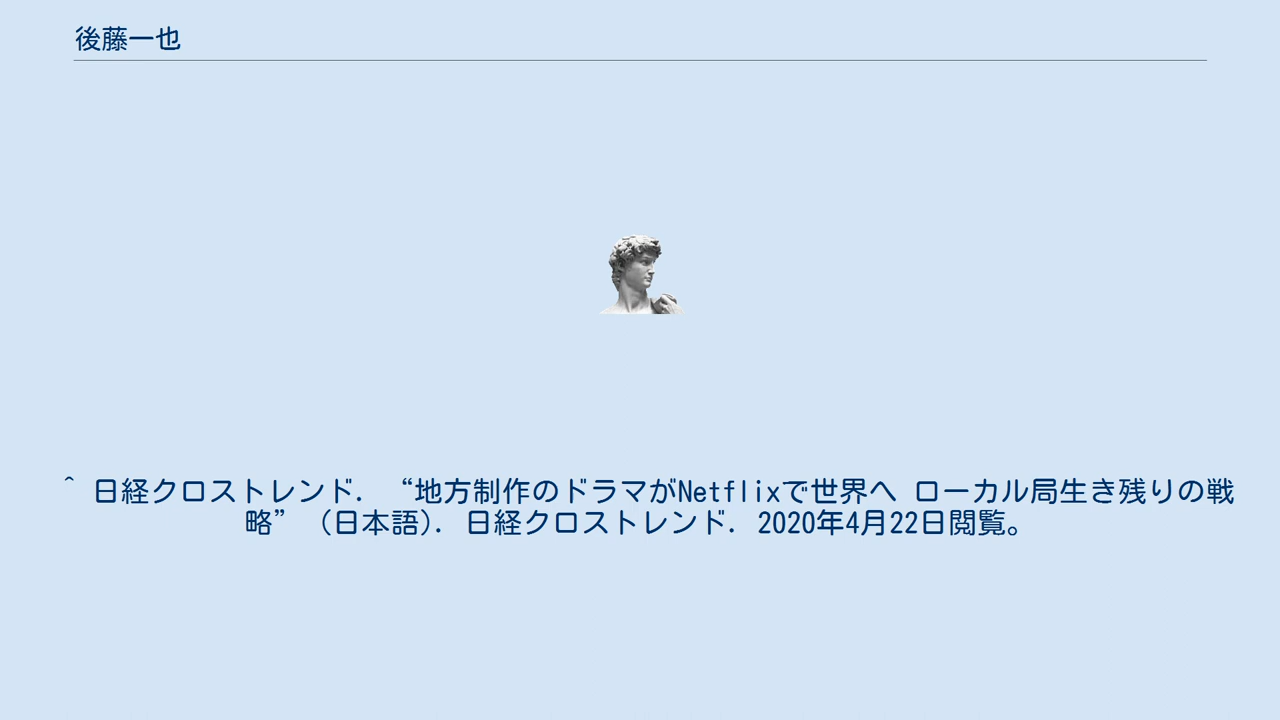 後藤一也
^ 日経クロストレンド. “地方制作のドラマがNetflixで世界へ ローカル局生き残りの戦
略” (日本語). 日経クロストレンド. 2020年4月22日閲覧。